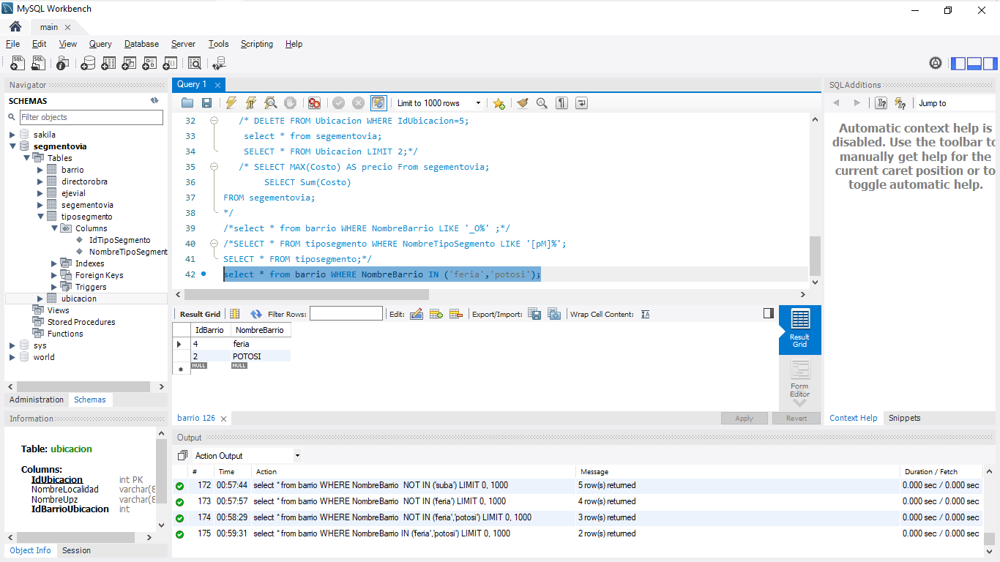 MySQL Workbench
main
File Edit View Query Database Server Tools Scripting Help
Navigator
SCHEMAS
Filter objects
sakila
segmentovia
Tables
barrio
directorobra
ejevial
segementovia
tiposegmento
Columns
IdTipoSegmento
NombreTipoSegment
Indexes
Foreign Keys
Triggers
ubicacion
Views
Stored Procedures
Functions
sys
world
Administration Schemas
Information
Table: ubicacion
Columns:
IdUbicacion int PK
NombreLocalidad varchar(8
NombreUpz varchar(8
IdBarrioUbicacion int
Object Info Session
Query 1
Limit to 1000 rows
32 /* DELETE FROM Ubicacion WHERE IdUbicacion=5;
33 select * from segementovia;
34 SELECT * FROM Ubicacion LIMIT 2;*/
35 /* SELECT MAX(Costo) AS precio From segementovia;
36 SELECT Sum(Costo)
37 FROM segementovia;
38 */
39 /*select * from barrio WHERE NombreBarrio LIKE '_O%' ;*/
40 /*SELECT * FROM tiposegmento WHERE NombreTipoSegmento LIKE '[pM]%';
41 SELECT * FROM tiposegmento;*/
42 select * from barrio WHERE NombreBarrio IN ('feria','potosi');
Result Grid Filter Rows: Edit: Export/Import: Wrap Cell Content:
IdBarrio NombreBarrio
4 feria
2 POTOSI
NULL NULL
Result Grid
Form Editor
barrio 126
Apply Revert
SQLAdditions
Jump to
Automatic context help is
disabled. Use the toolbar to
manually get help for the
current caret position or to
toggle automatic help.
Context Help Snippets
Output
Action Output
# Time Action Message Duration / Fetch
172 00:57:44 select * from barrio WHERE NombreBarrio NOT IN ('suba') LIMIT 0, 1000 5 row(s) returned 0.000 sec / 0.000 sec
173 00:57:57 select * from barrio WHERE NombreBarrio NOT IN ('feria') LIMIT 0, 1000 4 row(s) returned 0.000 sec / 0.000 sec
174 00:58:29 select * from barrio WHERE NombreBarrio NOT IN ('feria','potosi') LIMIT 0, 1000 3 row(s) returned 0.000 sec / 0.000 sec
175 00:59:31 select * from barrio WHERE NombreBarrio IN ('feria','potosi') LIMIT 0, 1000 2 row(s) returned 0.000 sec / 0.000 sec